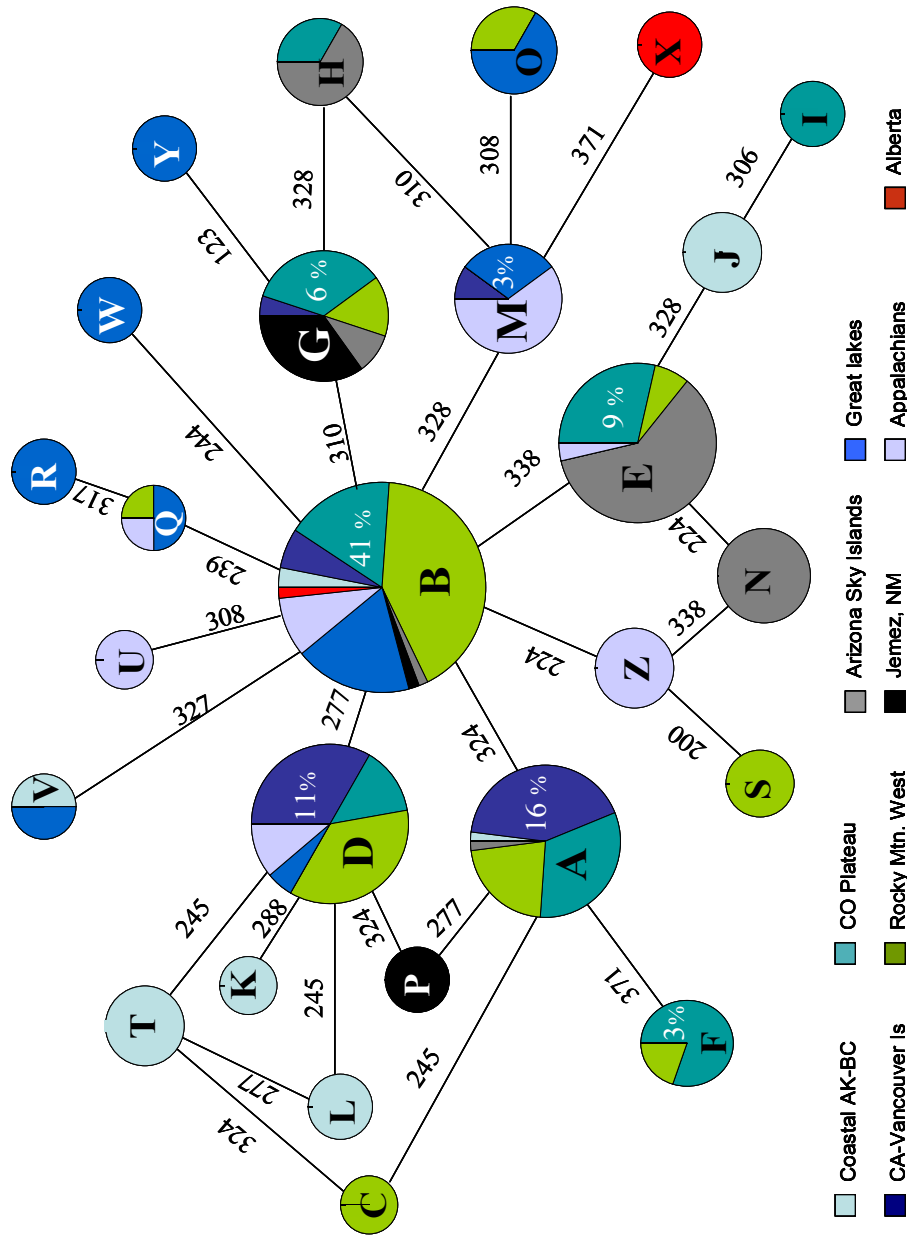 Y
H
O
X
I
W
123
328
310
308
371
306
R
G
6 %
M
3%
J
317
Q
244
310
328
328
U
239
308
B
41 %
338
E
9 %
V
327
277
324
224
224
N
338
Z
200
S
D
11%
A
16 %
245
288
K
T
324
P
277
245
277
L
324
C
245
371
F
3%
Coastal AK-BC
CO Plateau
Arizona Sky Islands
Great lakes
CA-Vancouver Is
Rocky Mtn. West
Jemez, NM
Appalachians
Alberta